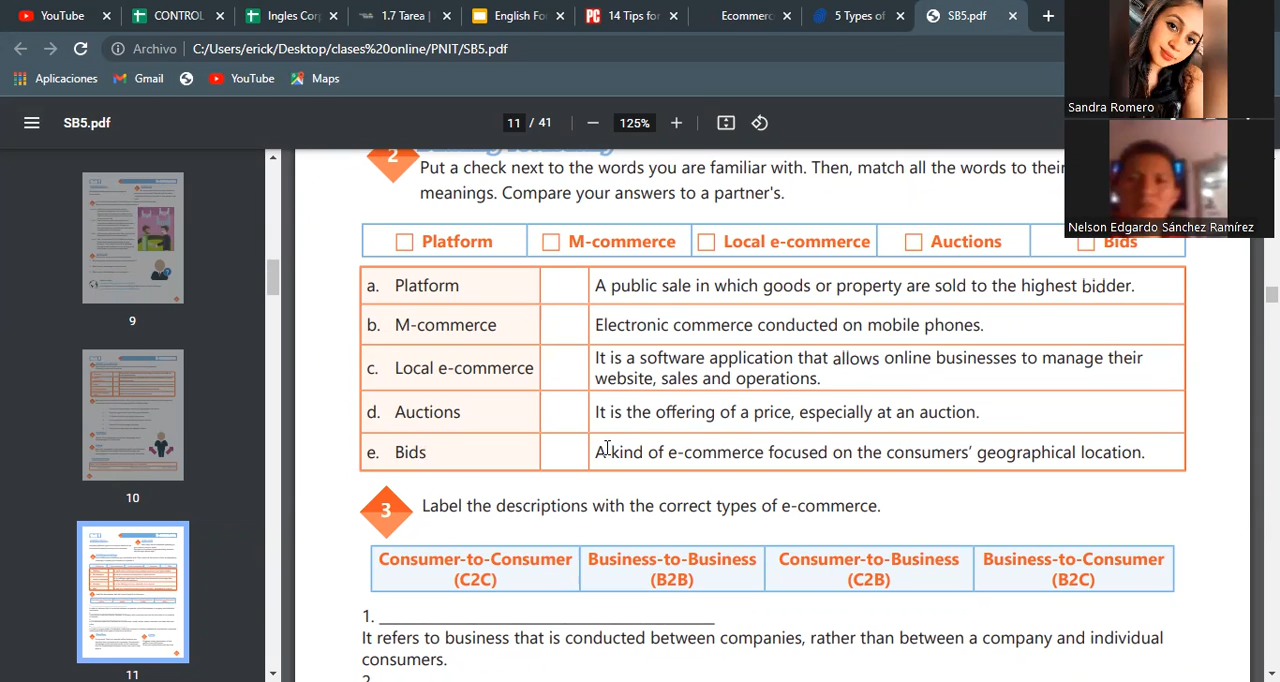 YouTube
CONTROL
Ingles Cor
1.7 Tarea |
English Fo
PC 14 Tips for
Ecommerc
5 Types of
SB5.pdf
Archivo C:/Users/erick/Desktop/clases%20online/PNIT/SB5.pdf
Aplicaciones
Gmail
YouTube
Maps
SB5.pdf
11 / 41
125%
9
10
11
2
Put a check next to the words you are familiar with. Then, match all the words to their
meanings. Compare your answers to a partner's.
Platform M-commerce Local e-commerce Auctions Bids
a. Platform A public sale in which goods or property are sold to the highest bidder.
b. M-commerce Electronic commerce conducted on mobile phones.
c. Local e-commerce It is a software application that allows online businesses to manage their
website, sales and operations.
d. Auctions It is the offering of a price, especially at an auction.
e. Bids A kind of e-commerce focused on the consumers' geographical location.
3 Label the descriptions with the correct types of e-commerce.
Consumer-to-Consumer (C2C)
Business-to-Business (B2B)
Consumer-to-Business (C2B)
Business-to-Consumer (B2C)
1.
It refers to business that is conducted between companies, rather than between a company and individual
consumers.
2
Sandra Romero
Nelson Edgardo Sánchez Ramírez